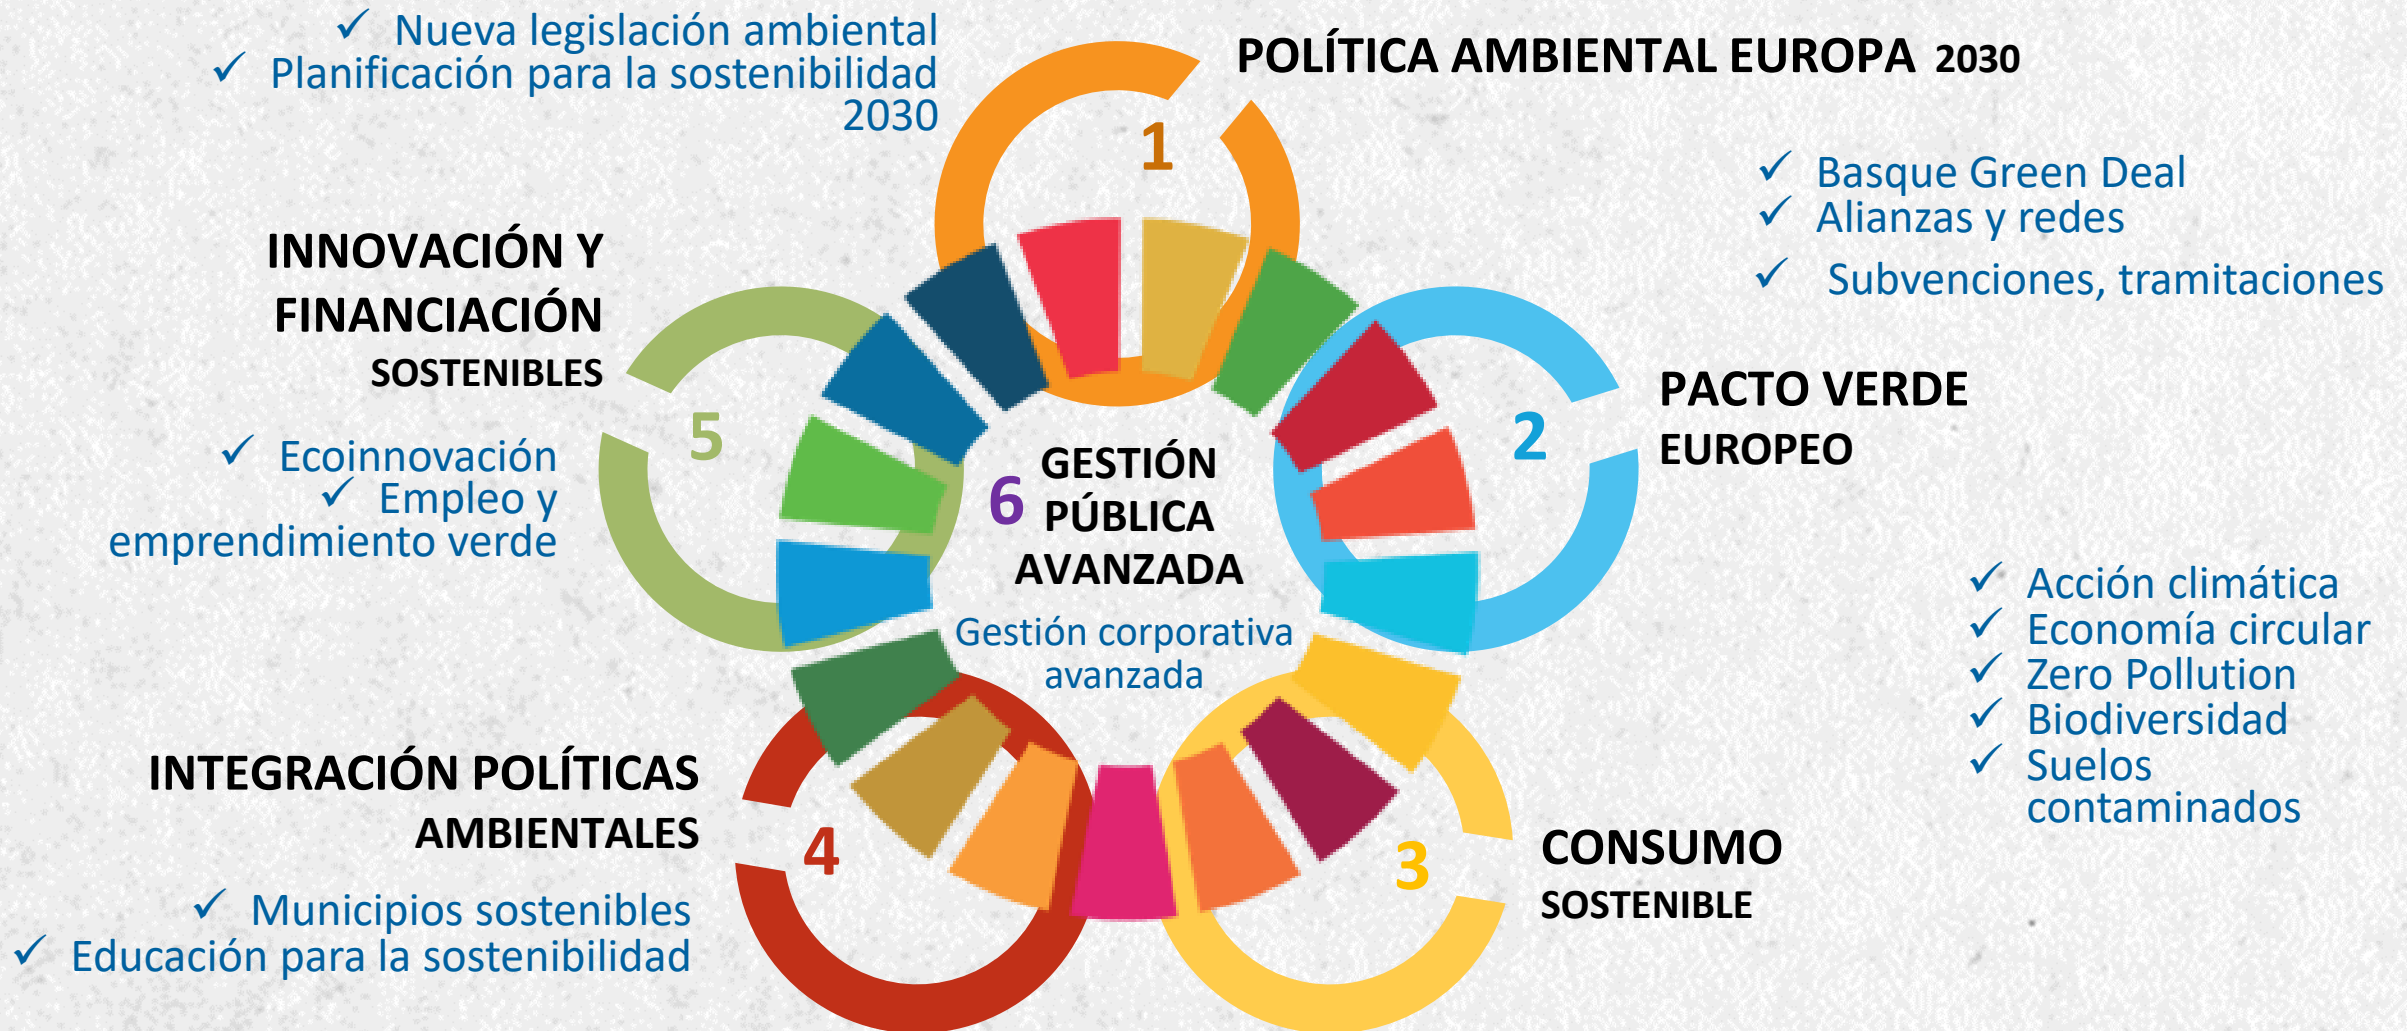 ✓ Nueva legislación ambiental
✓ Planificación para la sostenibilidad
2030
1
POLÍTICA AMBIENTAL EUROPA 2030
✓ Basque Green Deal
✓ Alianzas y redes
✓ Subvenciones, tramitaciones
2
PACTO VERDE
EUROPEO
✓ Acción climática
✓ Economía circular
✓ Zero Pollution
✓ Biodiversidad
✓ Suelos
contaminados
3
CONSUMO
SOSTENIBLE
4
INTEGRACIÓN POLÍTICAS
AMBIENTALES
✓ Municipios sostenibles
✓ Educación para la sostenibilidad
INNOVACIÓN Y
FINANCIACIÓN
SOSTENIBLES
5
✓ Ecoinnovación
✓ Empleo y
emprendimiento verde
6
GESTIÓN
PÚBLICA
AVANZADA
Gestión corporativa
avanzada